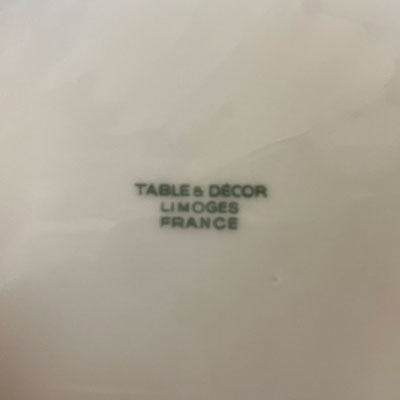 TABLE & DÉCOR
LIMOGES
FRANCE